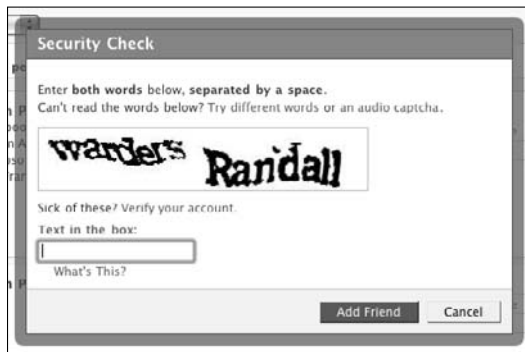 Security Check
Enter both words below, separated by a space.
Can't read the words below? Try different words or an audio captcha.
warders Randall
Sick of these? Verify your account.
Text in the box:
What's This?
Add Friend Cancel